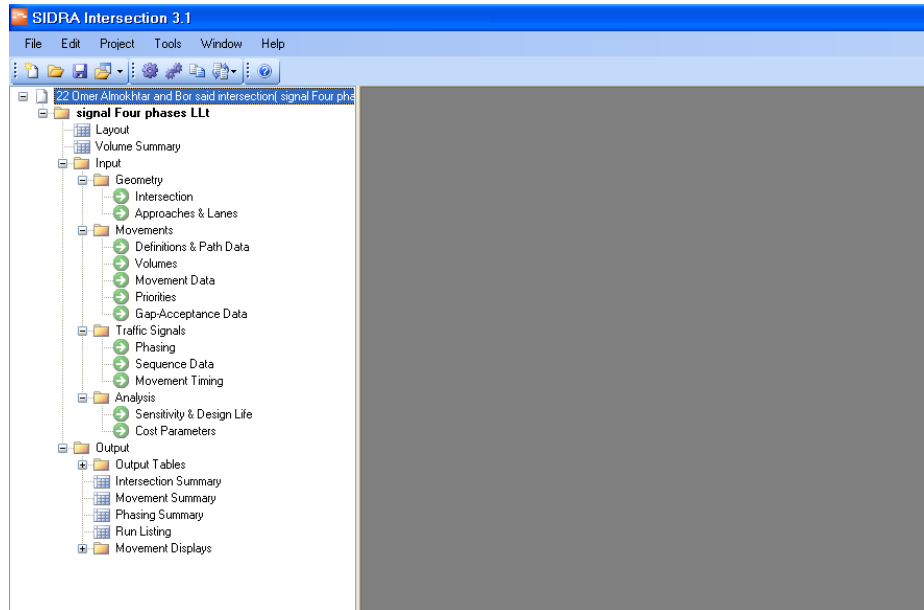 SIDRA Intersection 3.1
File Edit Project Tools Window Help
22 Omer Almokhtar and Bor said intersection( signal Four pha
signal Four phases LLt
Layout
Volume Summary
Input
Geometry
Intersection
Approaches & Lanes
Movements
Definitions & Path Data
Volumes
Movement Data
Priorities
Gap-Acceptance Data
Traffic Signals
Phasing
Sequence Data
Movement Timing
Analysis
Sensitivity & Design Life
Cost Parameters
Output
Output Tables
Intersection Summary
Movement Summary
Phasing Summary
Run Listing
Movement Displays